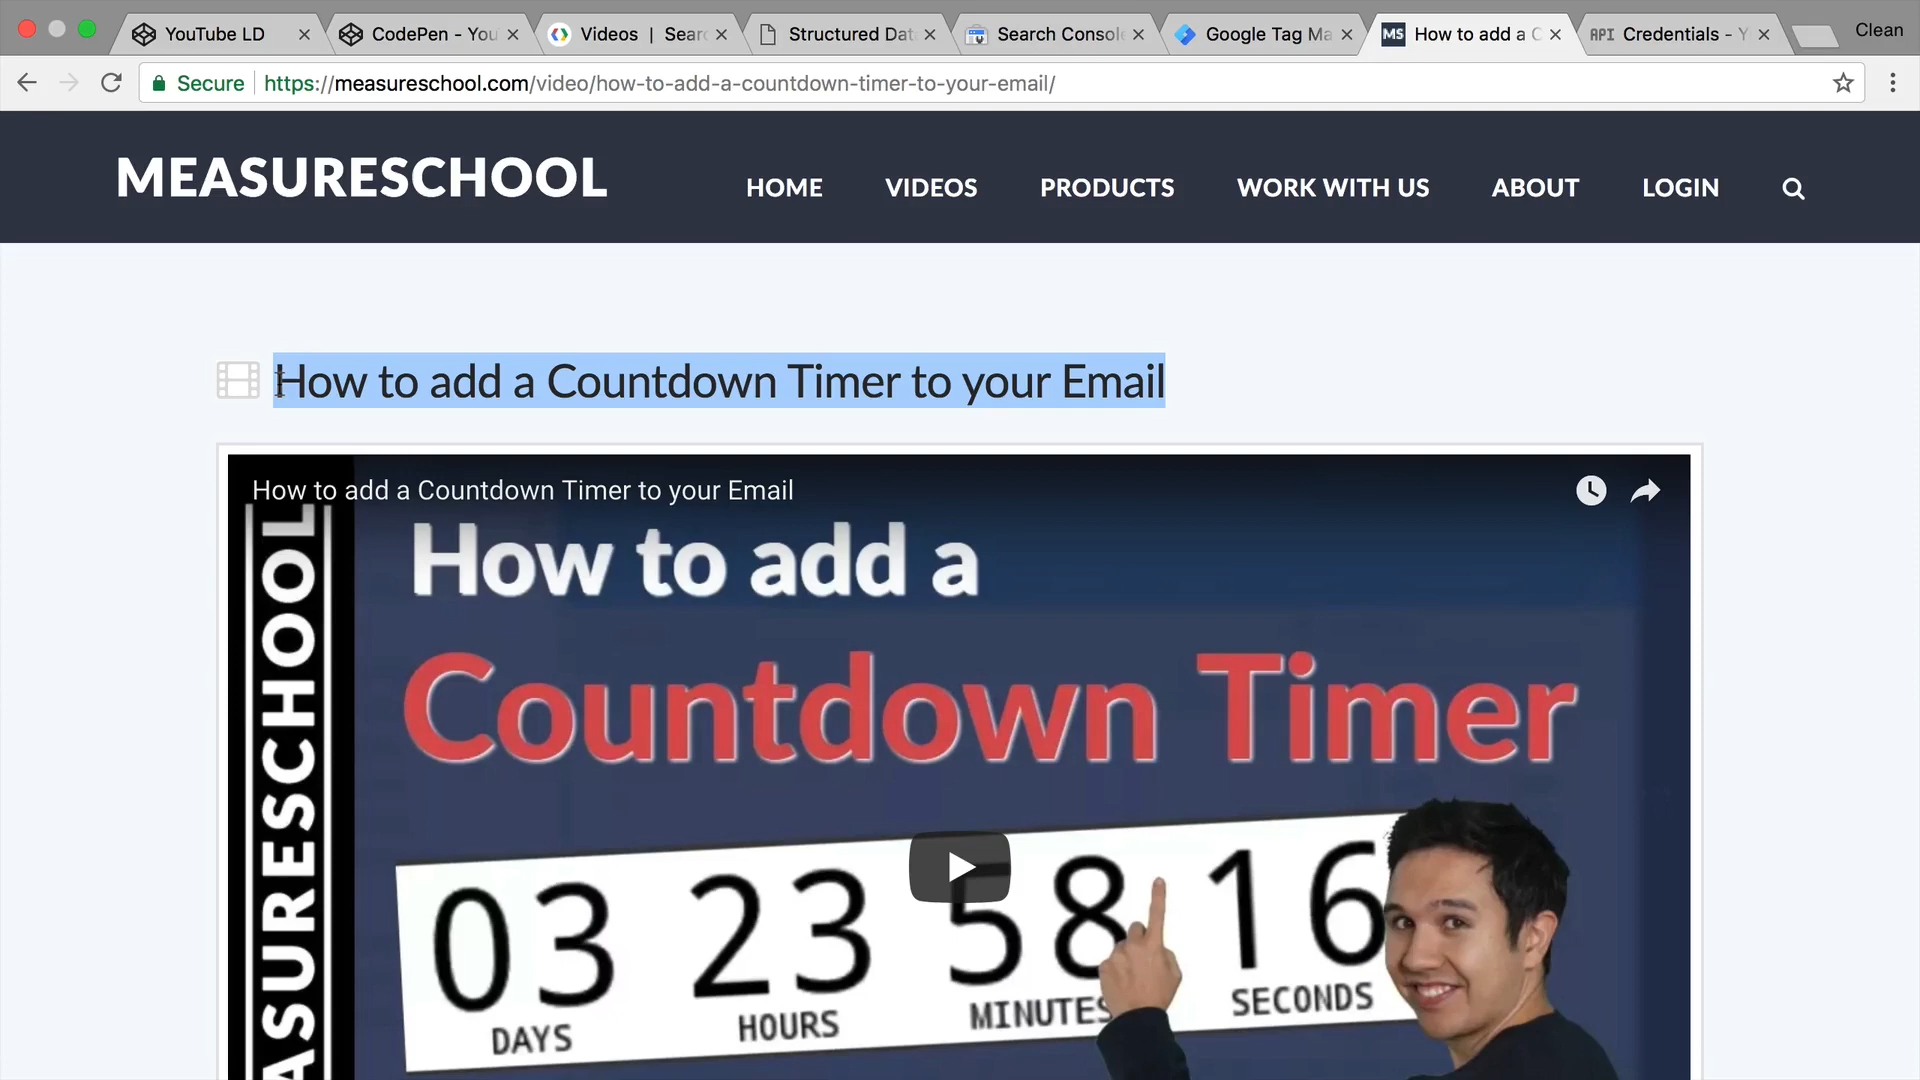 YouTube LD
CodePen - You
Videos | Sear
Structured Dat
Search Consol
Google Tag Ma
MS How to add a C
API Credentials - Y
Clean
Secure https://measureschool.com/video/how-to-add-a-countdown-timer-to-your-email/
MEASURESCHOOL
HOME VIDEOS PRODUCTS WORK WITH US ABOUT LOGIN
How to add a Countdown Timer to your Email
How to add a Countdown Timer to your Email
ASURESCHOOL
How to add a
Countdown Timer
03 23 58 16
DAYS HOURS MINUTES SECONDS